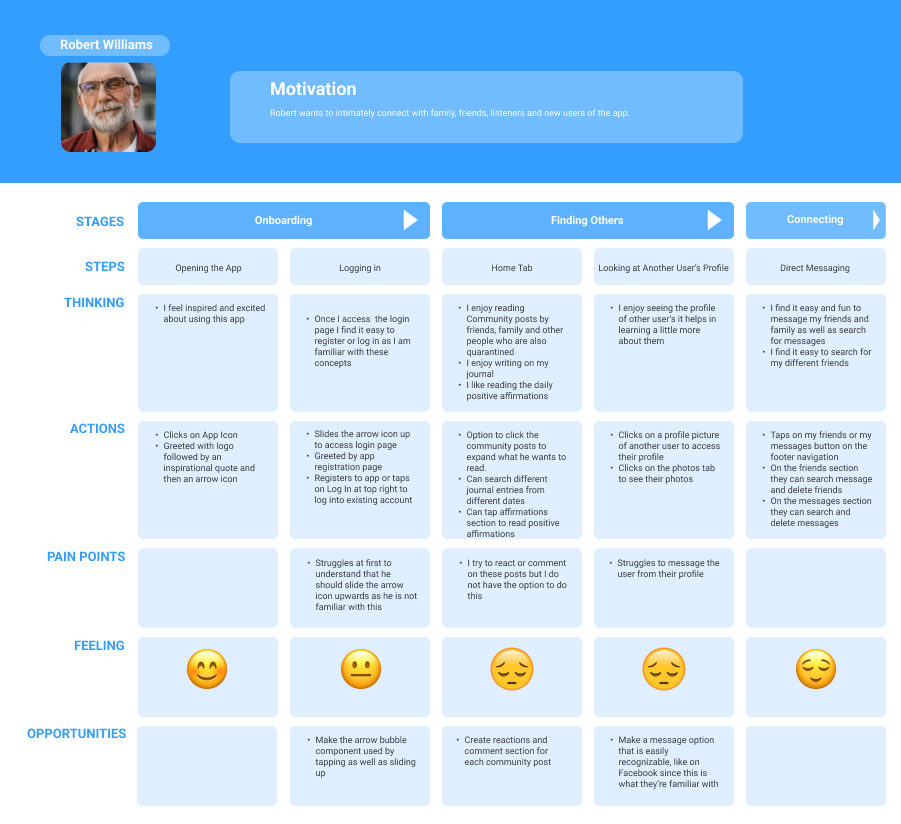 Robert Williams
Motivation
Robert wants to intimately connect with family, friends, listeners and new users of the app.
STAGES
Onboarding
Finding Others
Connecting
STEPS
Opening the App
Logging in
Home Tab
Looking at Another User's Profile
Direct Messaging
THINKING
• I feel inspired and excited
about using this app
• Once I access the login
page I find it easy to
register or log in as I am
familiar with these
concepts
• I enjoy reading
Community posts by
friends, family and other
people who are also
quarantined
• I enjoy writing on my
journal
• I like reading the daily
positive affirmations
• I enjoy seeing the profile
of other user's it helps in
learning a little more
about them
• I find it easy and fun to
message my friends and
family as well as search
for messages
• I find it easy to search for
my different friends
ACTIONS
• Clicks on App Icon
• Greeted with logo
followed by an
inspirational quote and
then an arrow icon
• Slides the arrow icon up
to access login page
• Greeted by app
registration page
• Registers to app or taps
on Log In at top right to
log into existing account
• Option to click the
community posts to
expand what he wants to
read.
• Can search different
journal entries from
different dates
• Can tap affirmations
section to read positive
affirmations
• Clicks on a profile picture
of another user to access
their profile
• Clicks on the photos tab
to see their photos
• Taps on my friends or my
messages button on the
footer navigation
• On the friends section
they can search message
and delete friends
• On the messages section
they can search and
delete messages
PAIN POINTS
• Struggles at first to
understand that he
should slide the arrow
icon upwards as he is not
familiar with this
• I try to react or comment
on these posts but I do
not have the option to do
this
• Struggles to message the
user from their profile
FEELING
OPPORTUNITIES
• Make the arrow bubble
component used by
tapping as well as sliding
up
• Create reactions and
comment section for
each community post
• Make a message option
that is easily
recognizable, like on
Facebook since this is
what they're familiar with